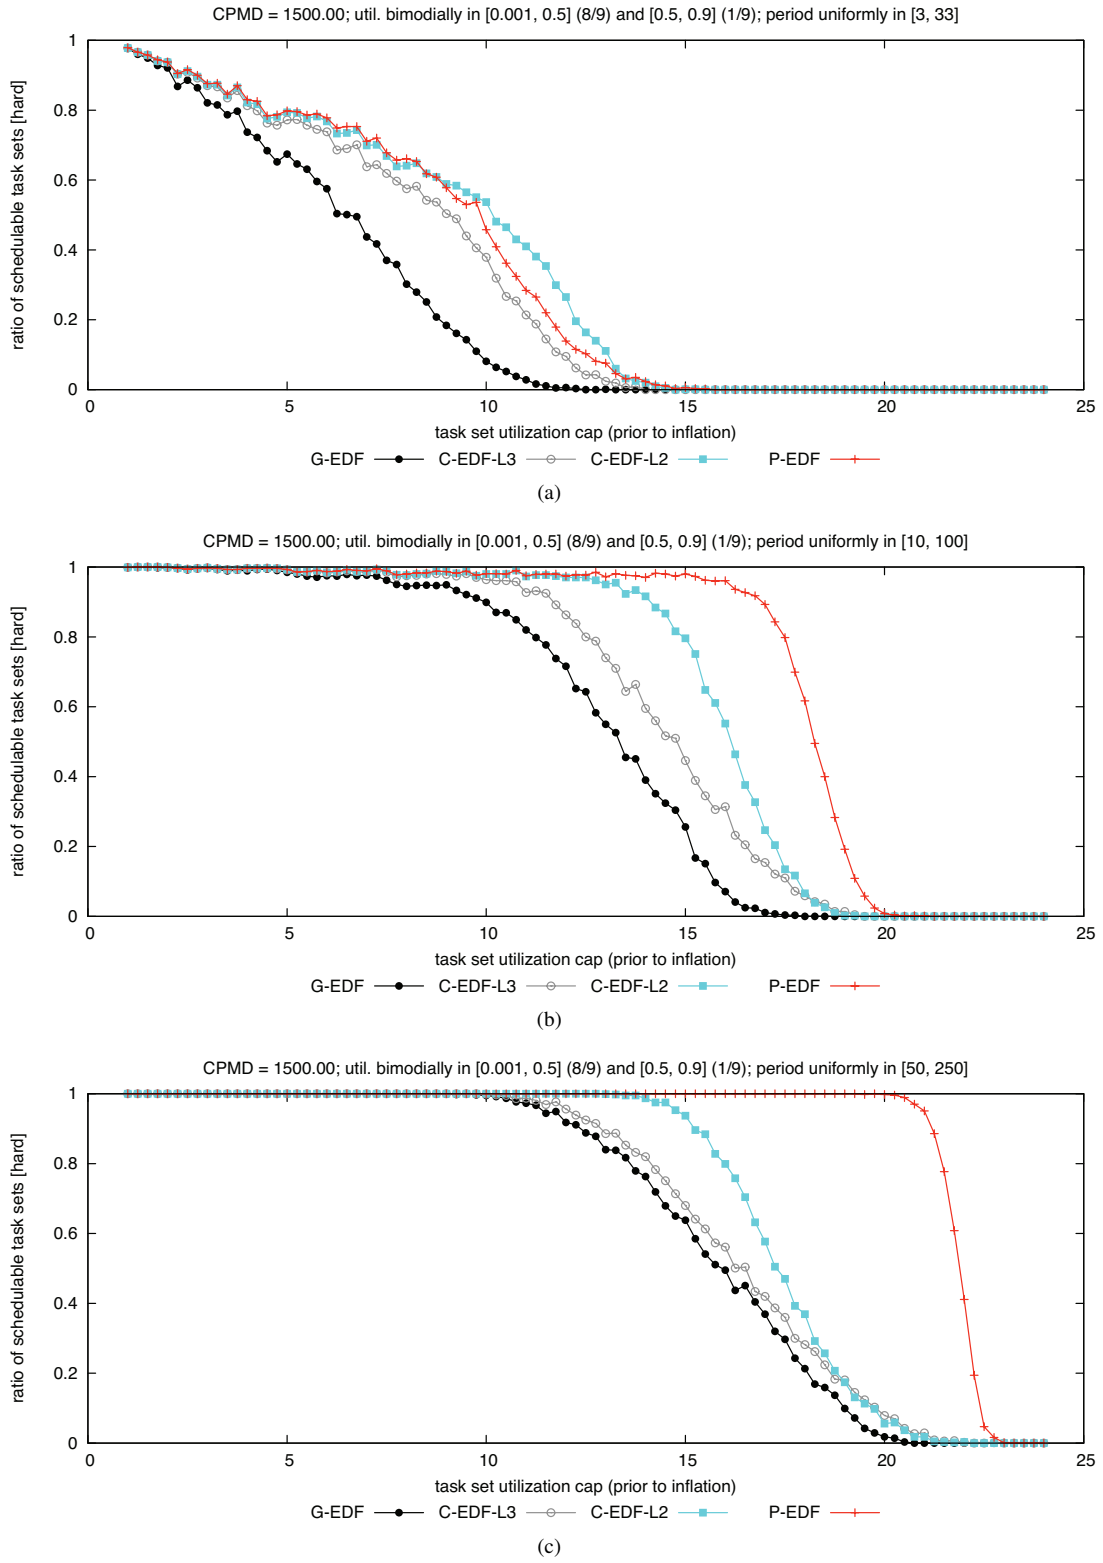 CPMD = 1500.00; util. bimodially in [0.001, 0.5] (8/9) and [0.5, 0.9] (1/9); period uniformly in [3, 33]
1
0.8
0.6
0.4
0.2
0
ratio of schedulable task sets [hard]
0 5 10 15 20 25
task set utilization cap (prior to inflation)
G-EDF C-EDF-L3 C-EDF-L2 P-EDF
(a)
CPMD = 1500.00; util. bimodially in [0.001, 0.5] (8/9) and [0.5, 0.9] (1/9); period uniformly in [10, 100]
1
0.8
0.6
0.4
0.2
0
ratio of schedulable task sets [hard]
0 5 10 15 20 25
task set utilization cap (prior to inflation)
G-EDF C-EDF-L3 C-EDF-L2 P-EDF
(b)
CPMD = 1500.00; util. bimodially in [0.001, 0.5] (8/9) and [0.5, 0.9] (1/9); period uniformly in [50, 250]
1
0.8
0.6
0.4
0.2
0
ratio of schedulable task sets [hard]
0 5 10 15 20 25
task set utilization cap (prior to inflation)
G-EDF C-EDF-L3 C-EDF-L2 P-EDF
(c)